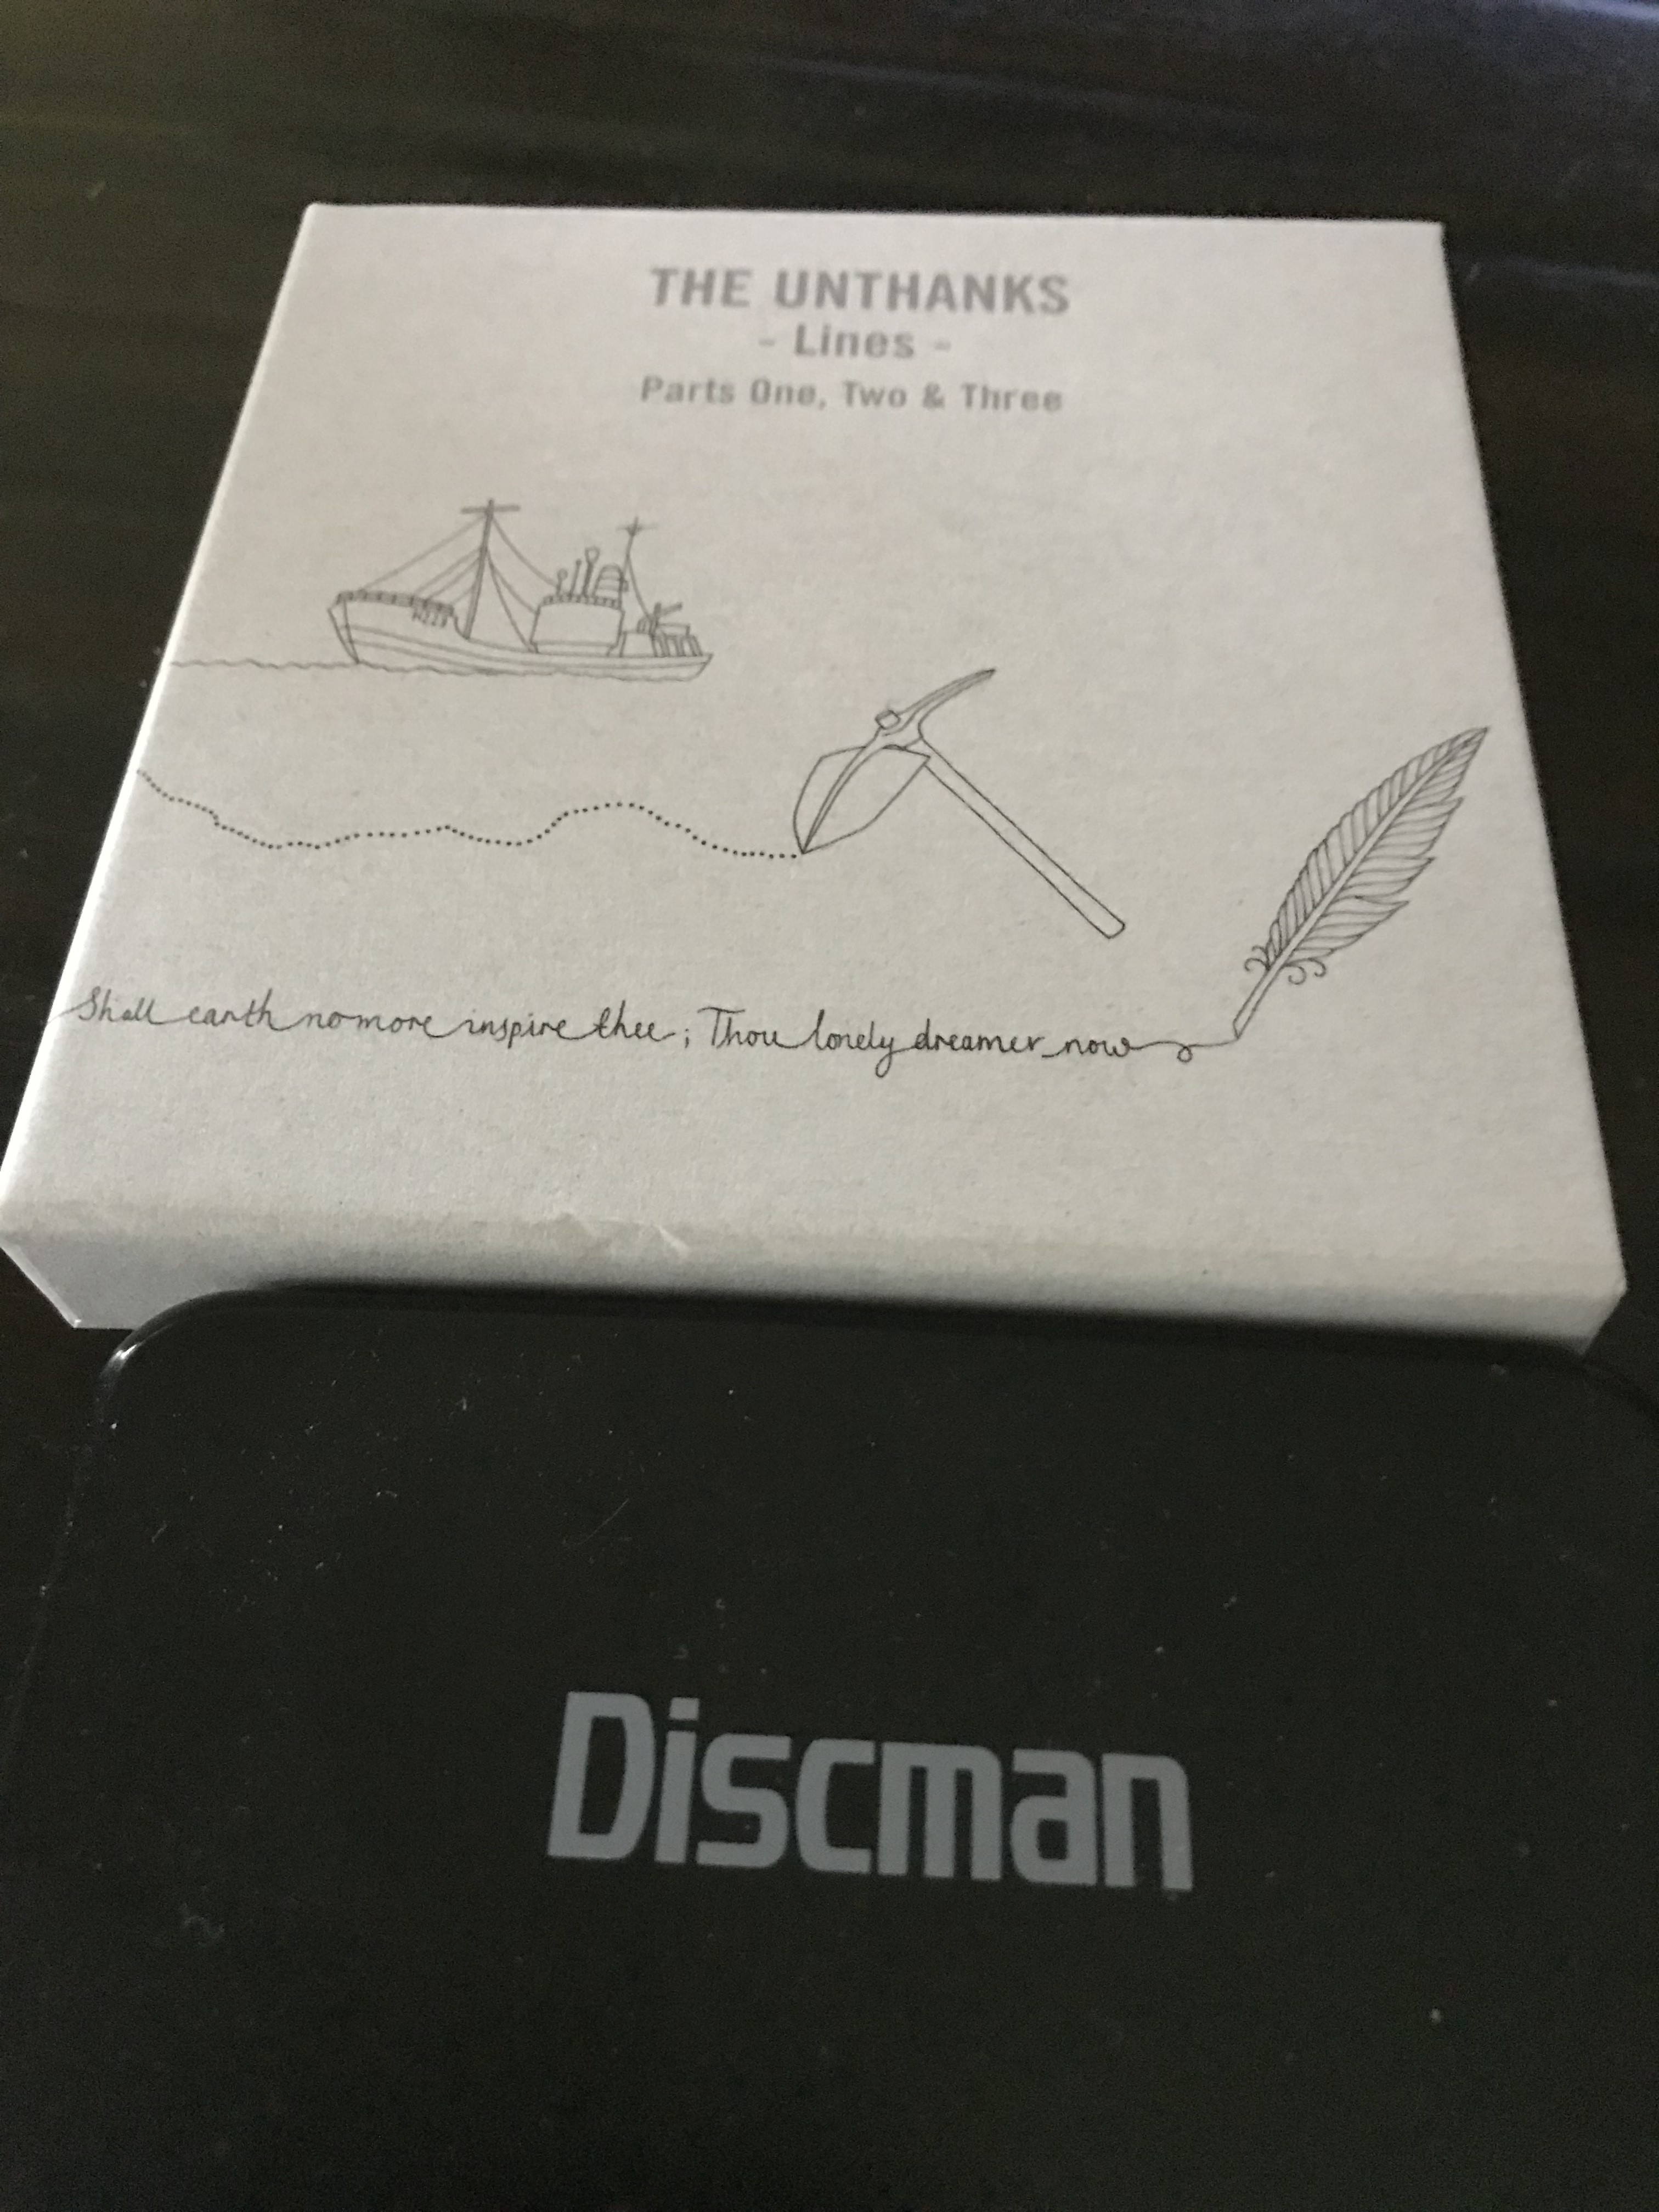 THE UNTHANKS
- Lines -
Parts One, Two & Three
Shall earth no more inspire thee; Thou lonely dreamer now
Discman